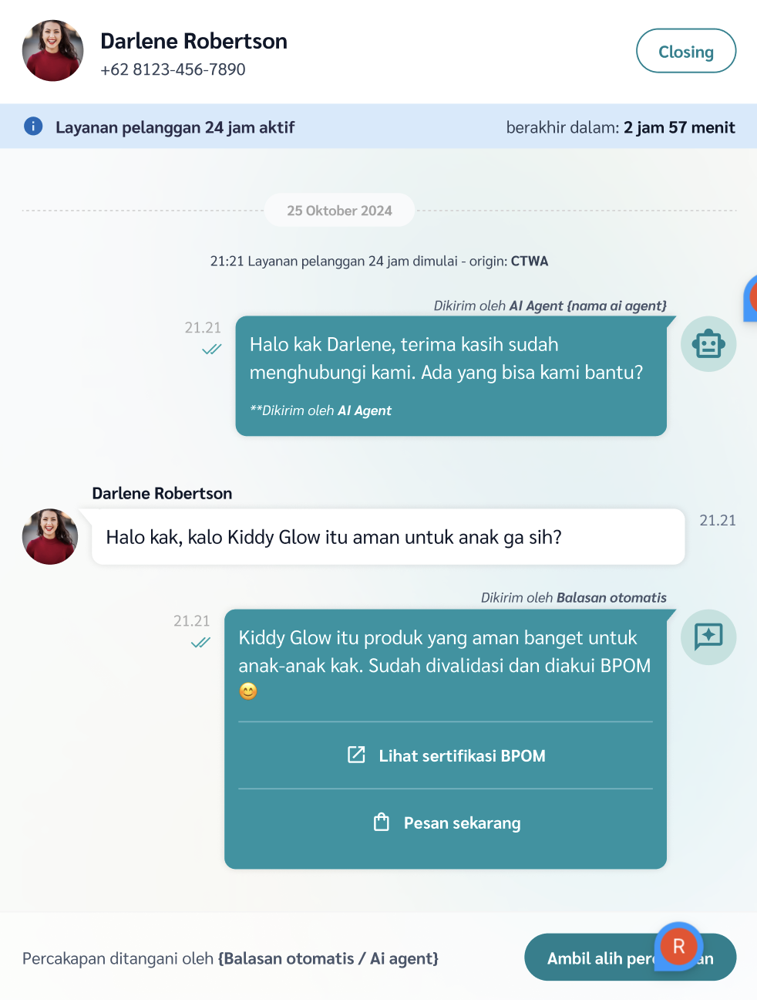 Darlene Robertson
+62 8123-456-7890
Closing
Layanan pelanggan 24 jam aktif
berakhir dalam: 2 jam 57 menit
25 Oktober 2024
21:21 Layanan pelanggan 24 jam dimulai - origin: CTWA
Dikirim oleh AI Agent {nama ai agent}
21.21
Halo kak Darlene, terima kasih sudah
menghubungi kami. Ada yang bisa kami bantu?
**Dikirim oleh AI Agent
Darlene Robertson
Halo kak, kalo Kiddy Glow itu aman untuk anak ga sih?
21.21
Dikirim oleh Balasan otomatis
21.21
Kiddy Glow itu produk yang aman banget untuk
anak-anak kak. Sudah divalidasi dan diakui BPOM
😊
Lihat sertifikasi BPOM
Pesan sekarang
Percakapan ditangani oleh {Balasan otomatis / Ai agent}
Ambil alih
R